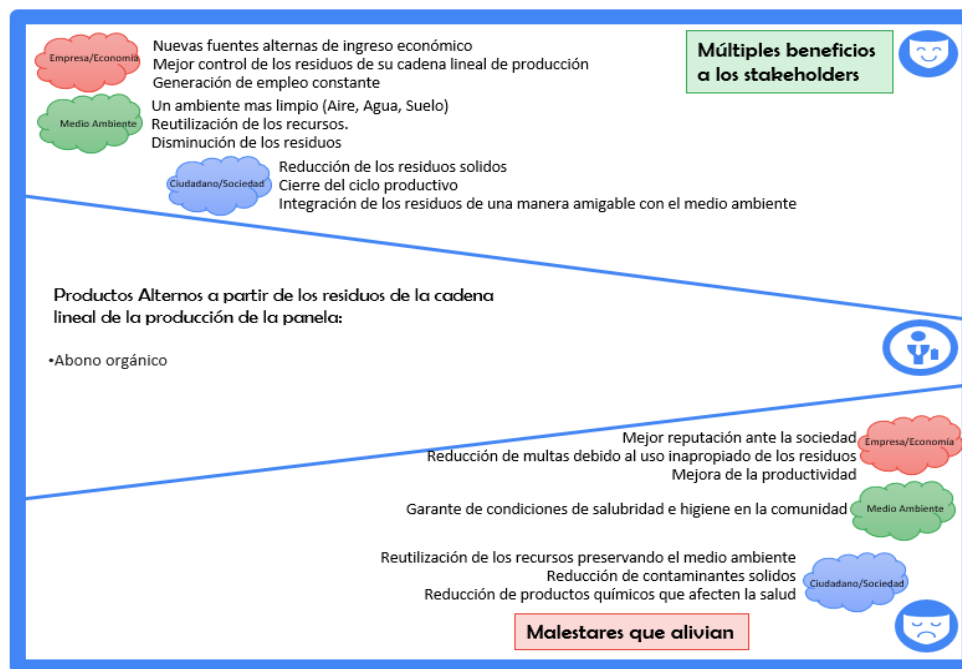 Empresa/Economía
Nuevas fuentes alternas de ingreso económico
Mejor control de los residuos de su cadena lineal de producción
Generación de empleo constante
Múltiples beneficios
a los stakeholders
Medio Ambiente
Un ambiente mas limpio (Aire, Agua, Suelo)
Reutilización de los recursos.
Disminución de los residuos
Ciudadano/Sociedad
Reducción de los residuos solidos
Cierre del ciclo productivo
Integración de los residuos de una manera amigable con el medio ambiente
Productos Alternos a partir de los residuos de la cadena
lineal de la producción de la panela:
•Abono orgánico
Mejor reputación ante la sociedad
Reducción de multas debido al uso inapropiado de los residuos
Mejora de la productividad
Empresa/Economía
Garante de condiciones de salubridad e higiene en la comunidad
Medio Ambiente
Reutilización de los recursos preservando el medio ambiente
Reducción de contaminantes solidos
Reducción de productos químicos que afecten la salud
Ciudadano/Sociedad
Malestares que alivian